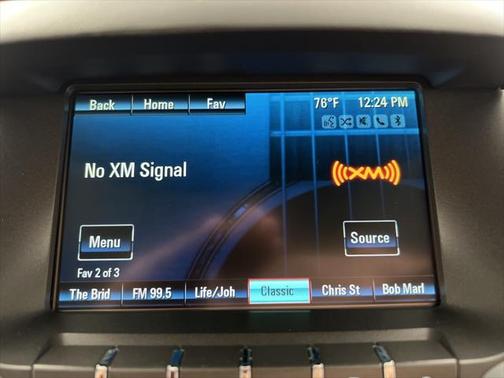 Back Home Fav 76°F 12:24 PM
No XM Signal
((XM))
Menu
Source
Fav 2 of 3
The Brid FM 99.5 Life/Joh Classic Chris St Bob Marl